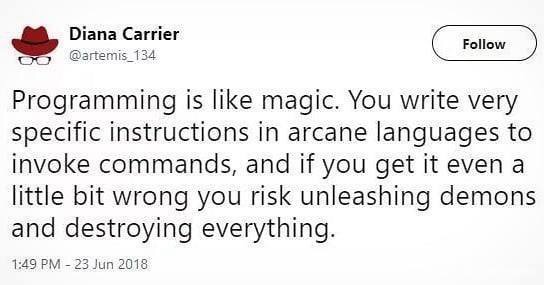 Diana Carrier
@artemis_134
Follow
Programming is like magic. You write very
specific instructions in arcane languages to
invoke commands, and if you get it even a
little bit wrong you risk unleashing demons
and destroying everything.
1:49 PM - 23 Jun 2018